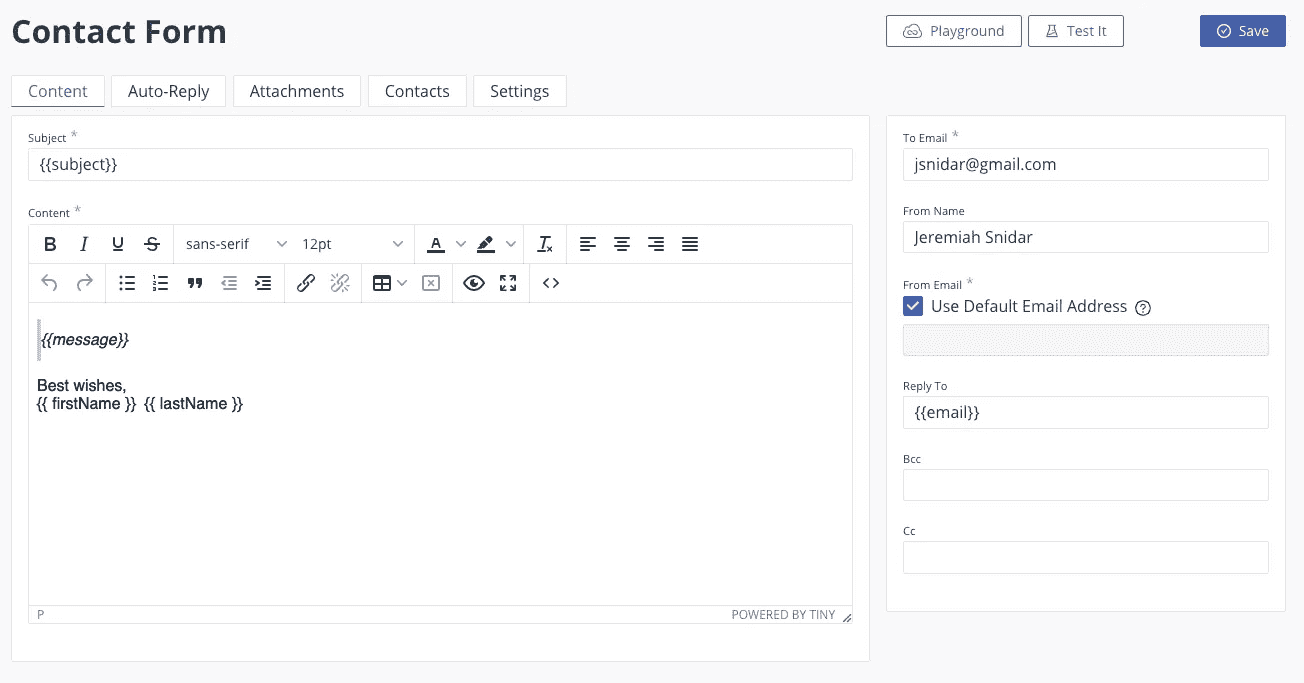 Contact Form
Playground
Test It
Save
Content
Auto-Reply
Attachments
Contacts
Settings
Subject *
{{subject}}
Content *
B I U S sans-serif 12pt A
{{message}}
Best wishes,
{{ firstName }} {{ lastName }}
P
POWERED BY TINY
To Email *
jsnidar@gmail.com
From Name
Jeremiah Snidar
From Email *
Use Default Email Address ?
Reply To
{{email}}
Bcc
Cc